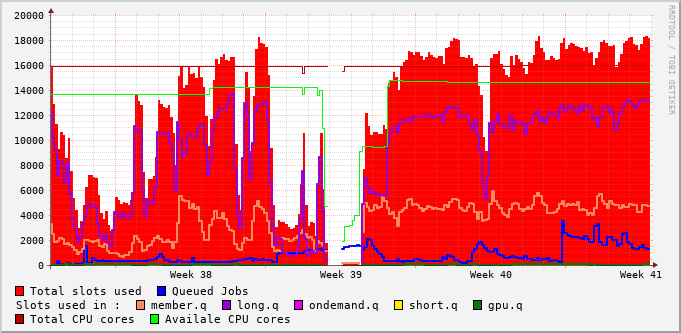 20000
18000
16000
14000
12000
10000
8000
6000
4000
2000
0
Week 38 Week 39 Week 40 Week 41
RRDTOOL / TOBI OETIKER
Total slots used Queued Jobs
Slots used in : member.q long.q ondemand.q short.q gpu.q
Total CPU cores Availale CPU cores